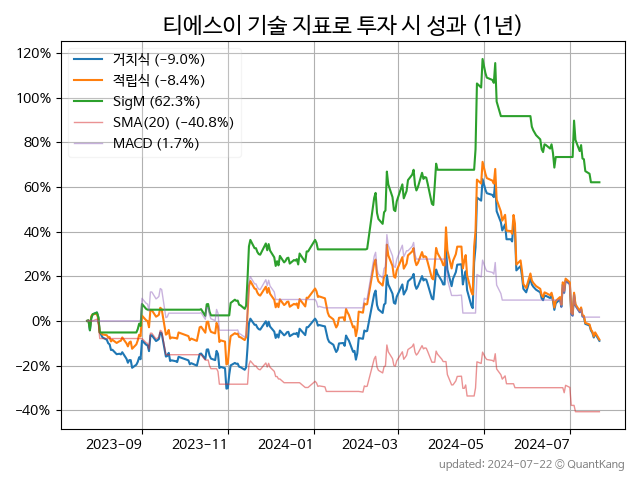 티에스이 기술 지표로 투자 시 성과 (1년)
거치식 (−9.0%)
적립식 (−8.4%)
SigM (62.3%)
SMA(20) (−40.8%)
MACD (1.7%)
120%
100%
80%
60%
40%
20%
0%
−20%
−40%
2023-09 2023-11 2024-01 2024-03 2024-05 2024-07
updated: 2024-07-22 © QuantKang